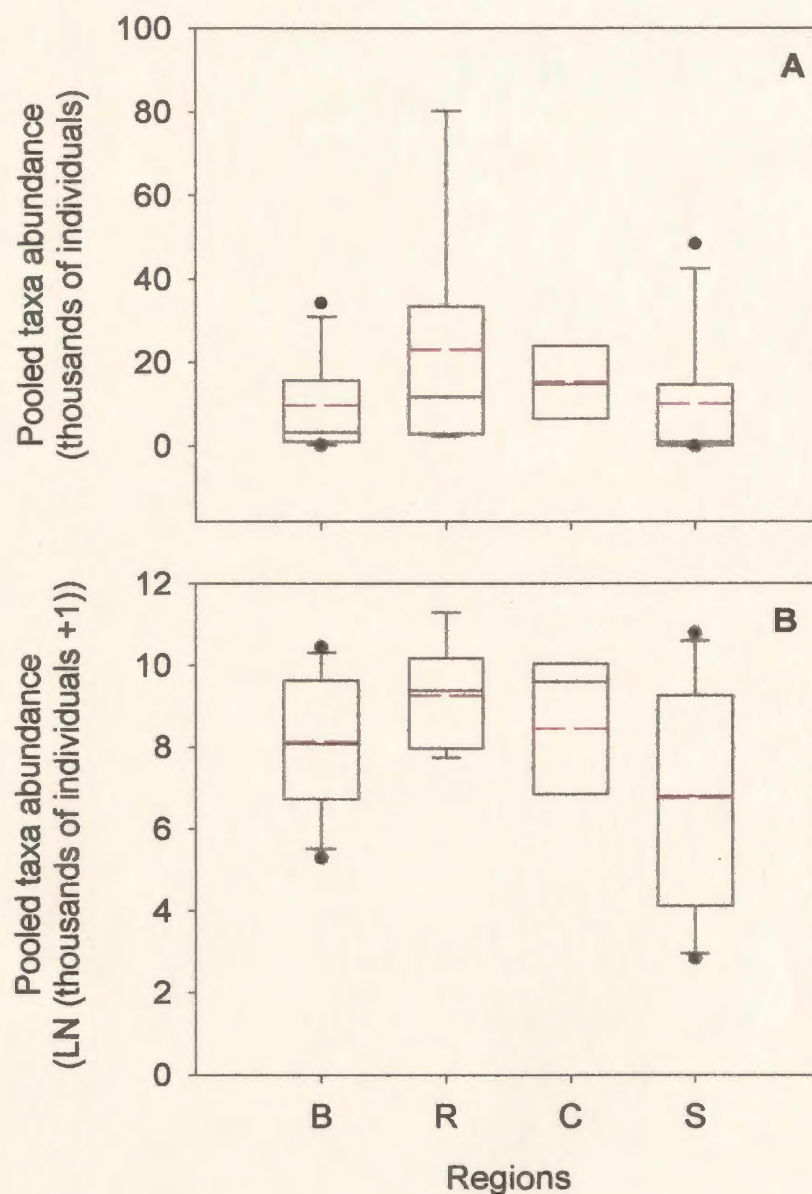 A
Pooled taxa abundance
(thousands of individuals)
100
80
60
40
20
0
B
Pooled taxa abundance
(LN (thousands of individuals +1))
12
10
8
6
4
2
0
B R C S
Regions